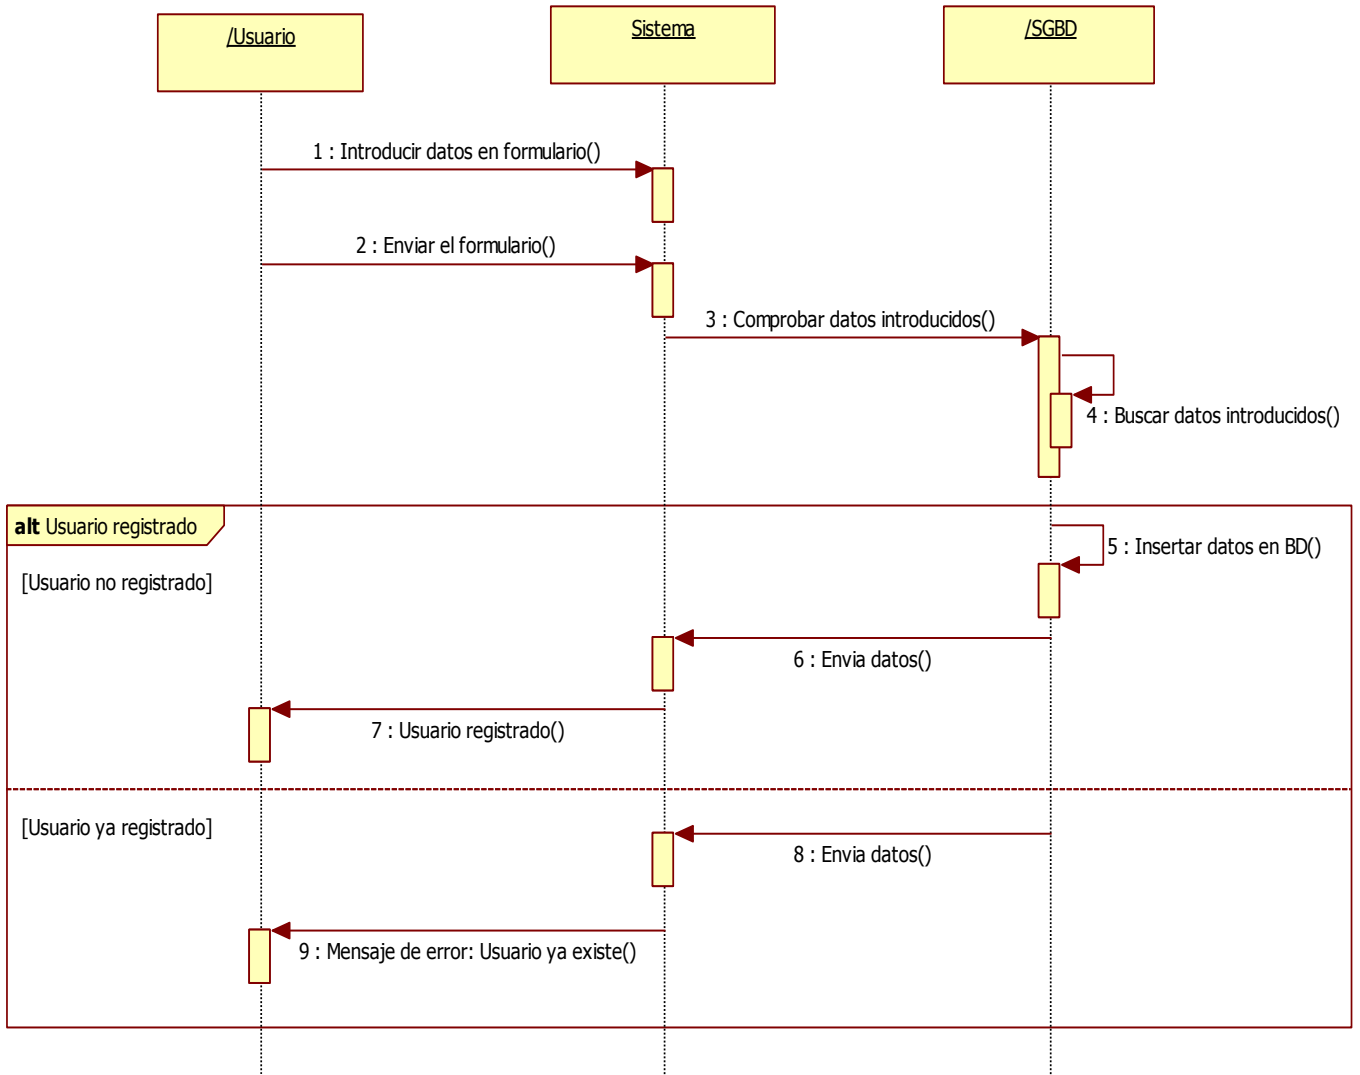 /Usuario
Sistema
/SGBD
1 : Introducir datos en formulario()
2 : Enviar el formulario()
3 : Comprobar datos introducidos()
4 : Buscar datos introducidos()
alt Usuario registrado
5 : Insertar datos en BD()
[Usuario no registrado]
6 : Envia datos()
7 : Usuario registrado()
[Usuario ya registrado]
8 : Envia datos()
9 : Mensaje de error: Usuario ya existe()